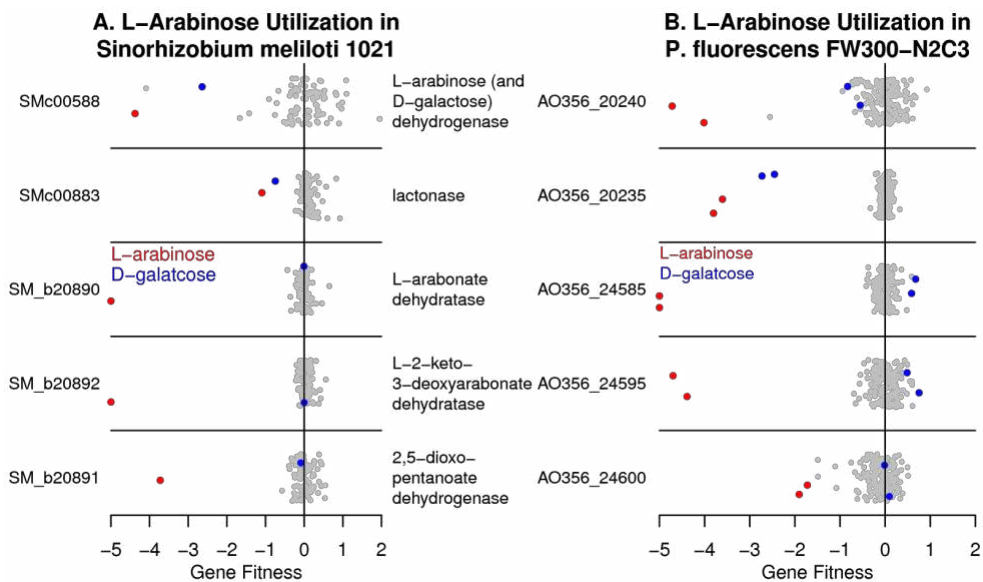 A. L−Arabinose Utilization in
Sinorhizobium meliloti 1021
B. L−Arabinose Utilization in
P. fluorescens FW300−N2C3
SMc00588
L−arabinose (and
D−galactose)
dehydrogenase
AO356_20240
SMc00883
lactonase
AO356_20235
L−arabinose
D−galatcose
L−arabinose
D−galatcose
SM_b20890
L−arabonate
dehydratase
AO356_24585
SM_b20892
L−2−keto−
3−deoxyarabonate
dehydratase
AO356_24595
SM_b20891
2,5−dioxo−
pentanoate
dehydrogenase
AO356_24600
−5 −4 −3 −2 −1 0 1 2
Gene Fitness
−5 −4 −3 −2 −1 0 1 2
Gene Fitness